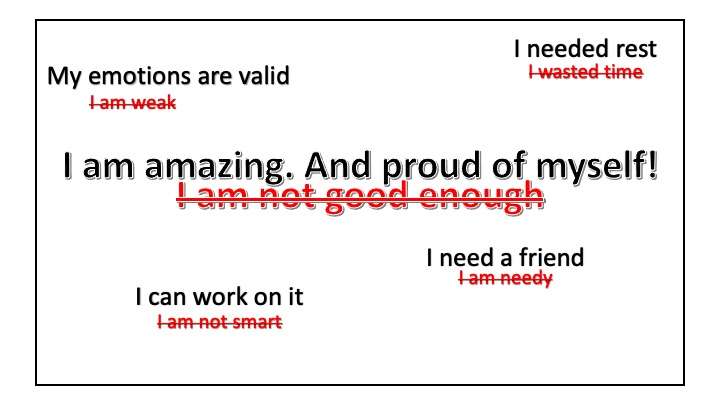 I needed rest
I wasted time
My emotions are valid
I am weak
I am amazing. And proud of myself!
I am not good enough
I need a friend
I am needy
I can work on it
I am not smart